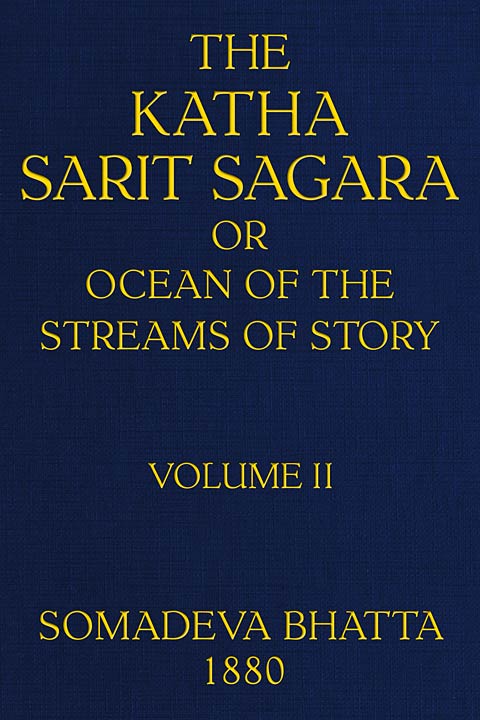 THE
KATHA
SARIT SAGARA
OR
OCEAN OF THE
STREAMS OF STORY
VOLUME II
SOMADEVA BHATTA
1880